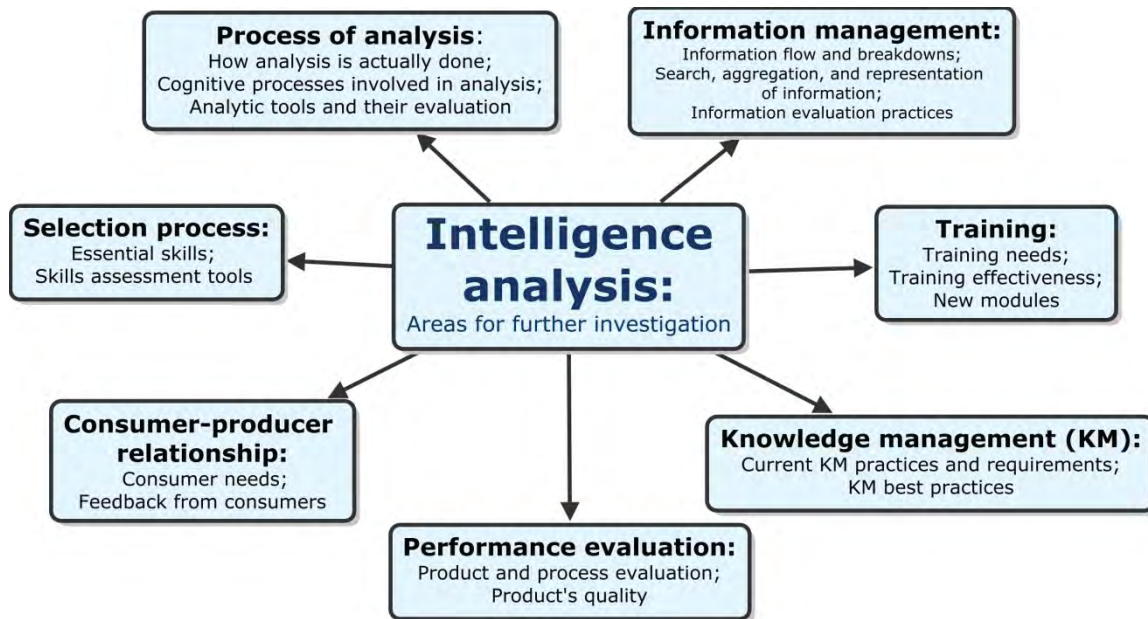 Process of analysis:
How analysis is actually done;
Cognitive processes involved in analysis;
Analytic tools and their evaluation
Information management:
Information flow and breakdowns;
Search, aggregation, and representation
of information;
Information evaluation practices
Selection process:
Essential skills;
Skills assessment tools
Intelligence
analysis:
Areas for further investigation
Training:
Training needs;
Training effectiveness;
New modules
Consumer-producer
relationship:
Consumer needs;
Feedback from consumers
Knowledge management (KM):
Current KM practices and requirements;
KM best practices
Performance evaluation:
Product and process evaluation;
Product's quality